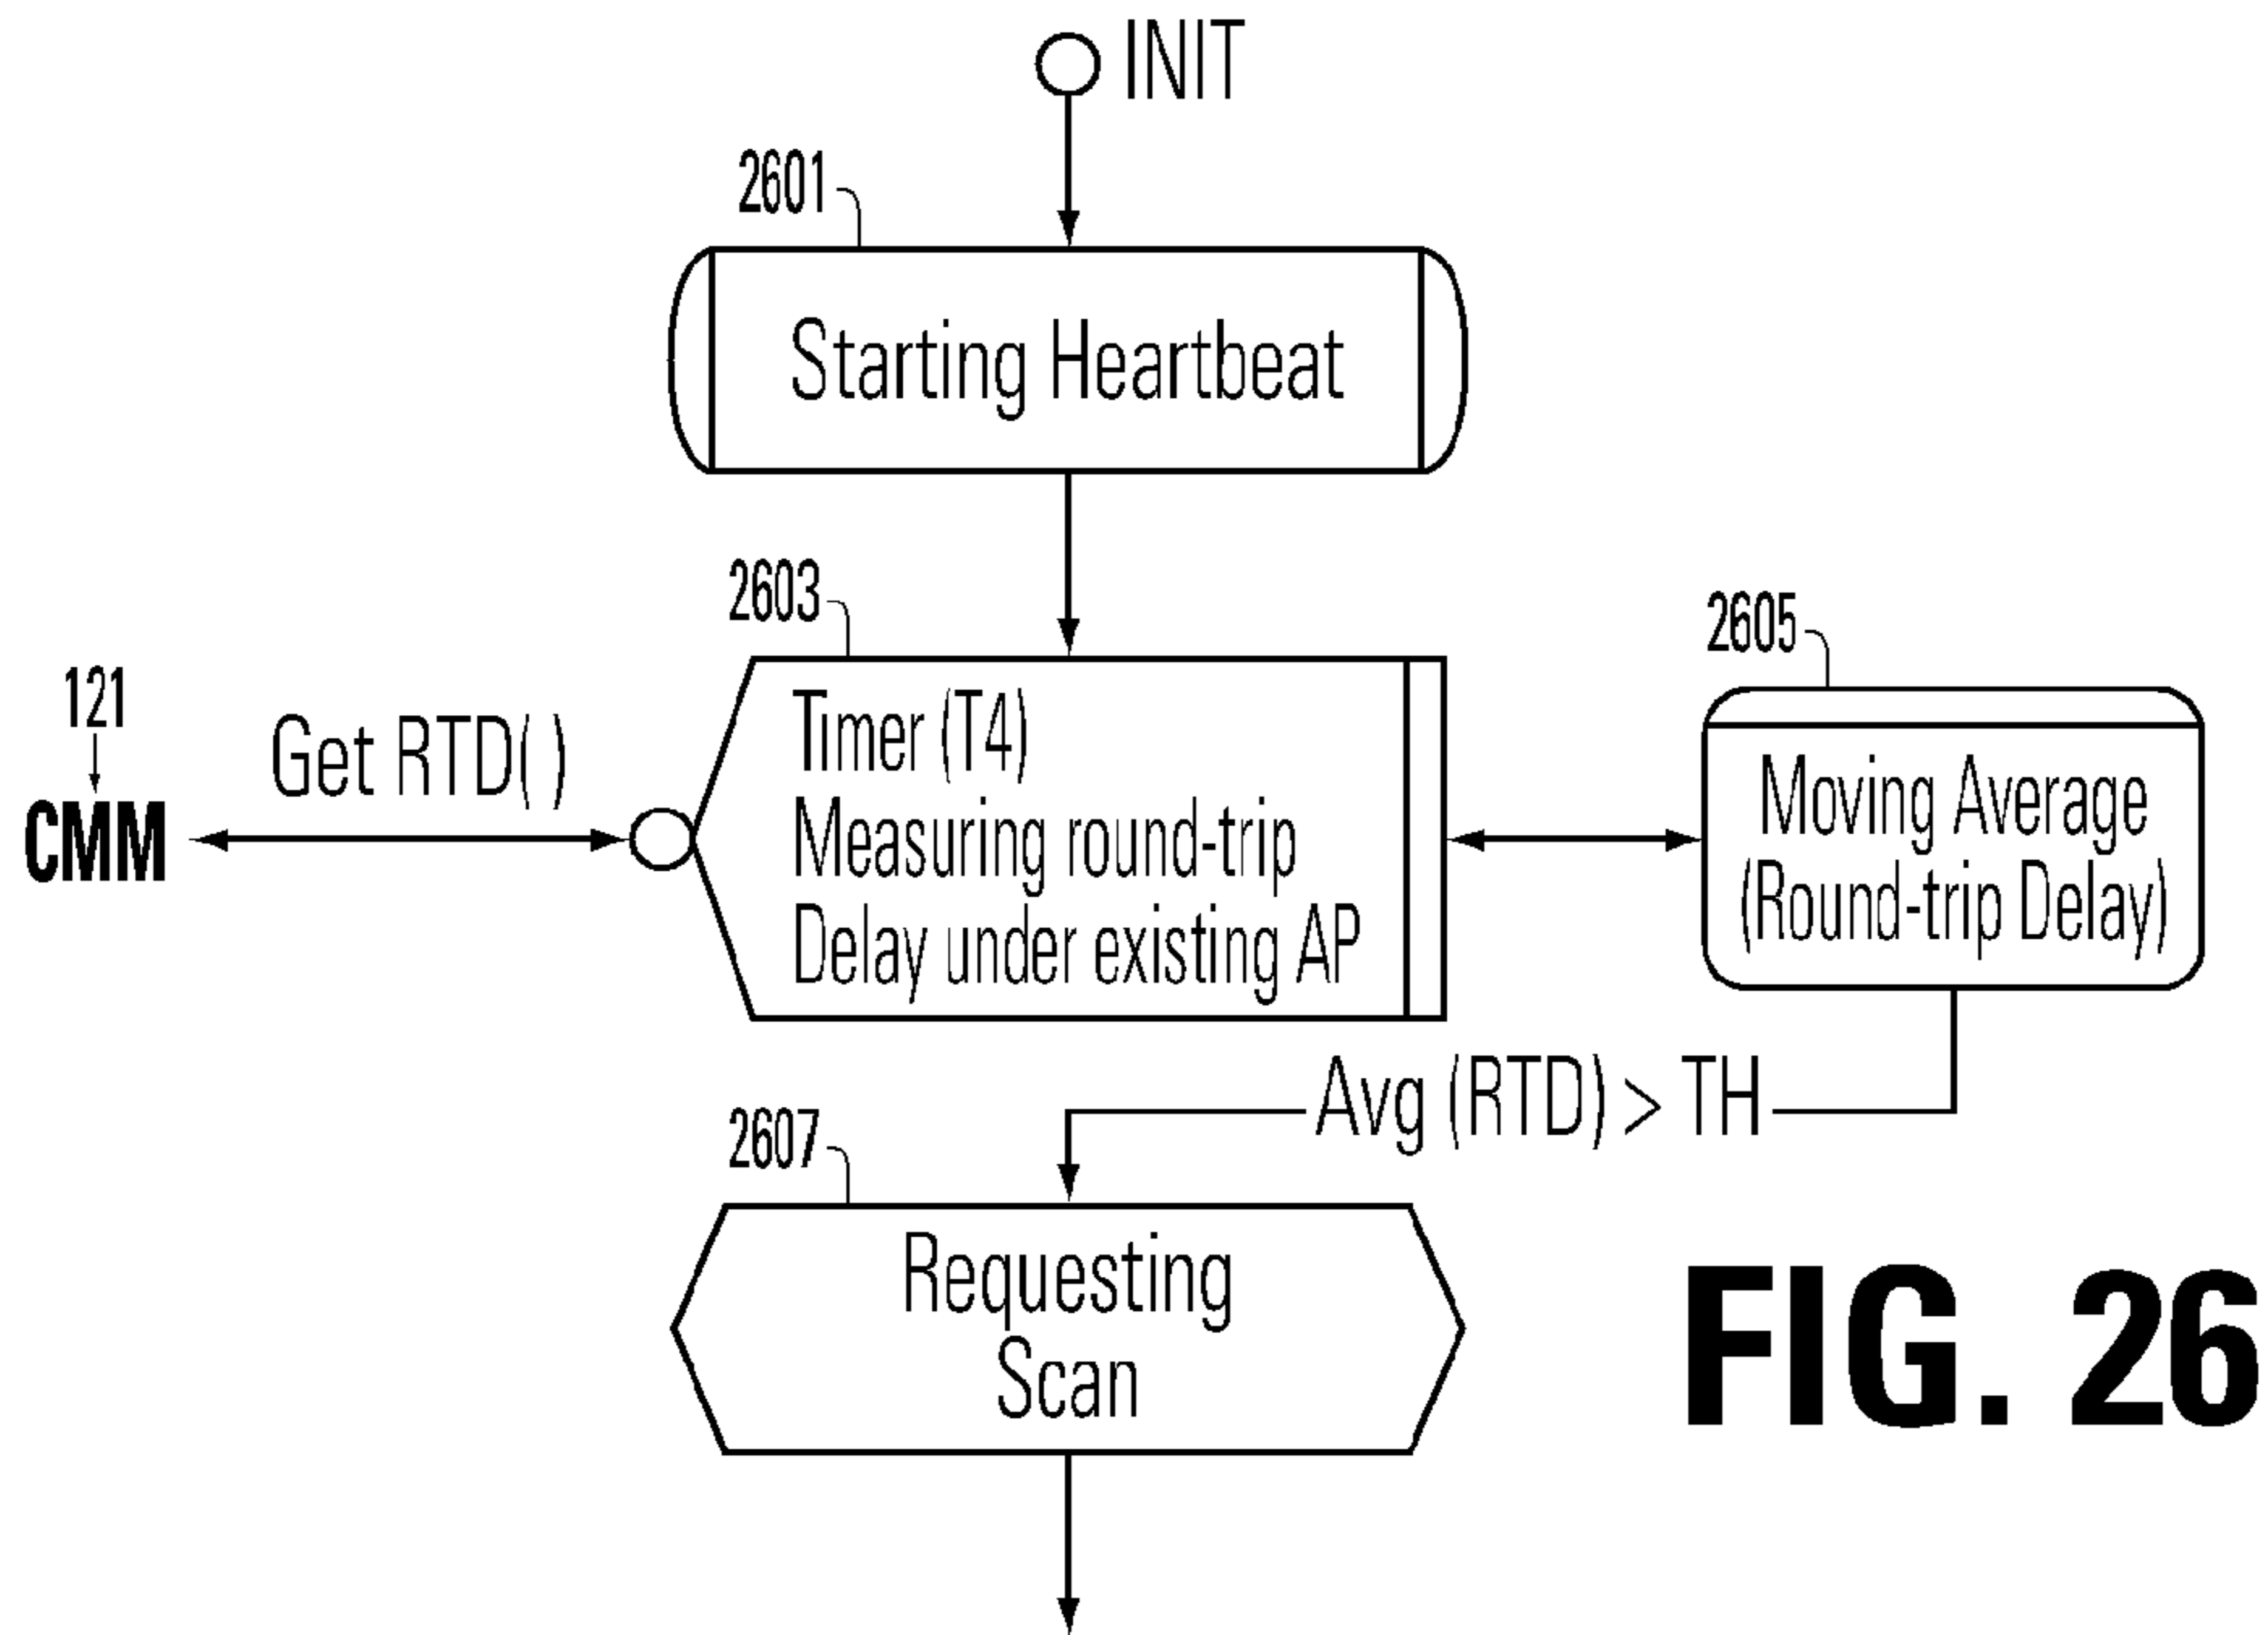 INIT
2601
Starting Heartbeat
2603
2605
121
CMM
Get RTD()
Timer (T4)
Measuring round-trip
Delay under existing AP
Moving Average
(Round-trip Delay)
Avg (RTD) > TH
2607
Requesting
Scan
FIG. 26